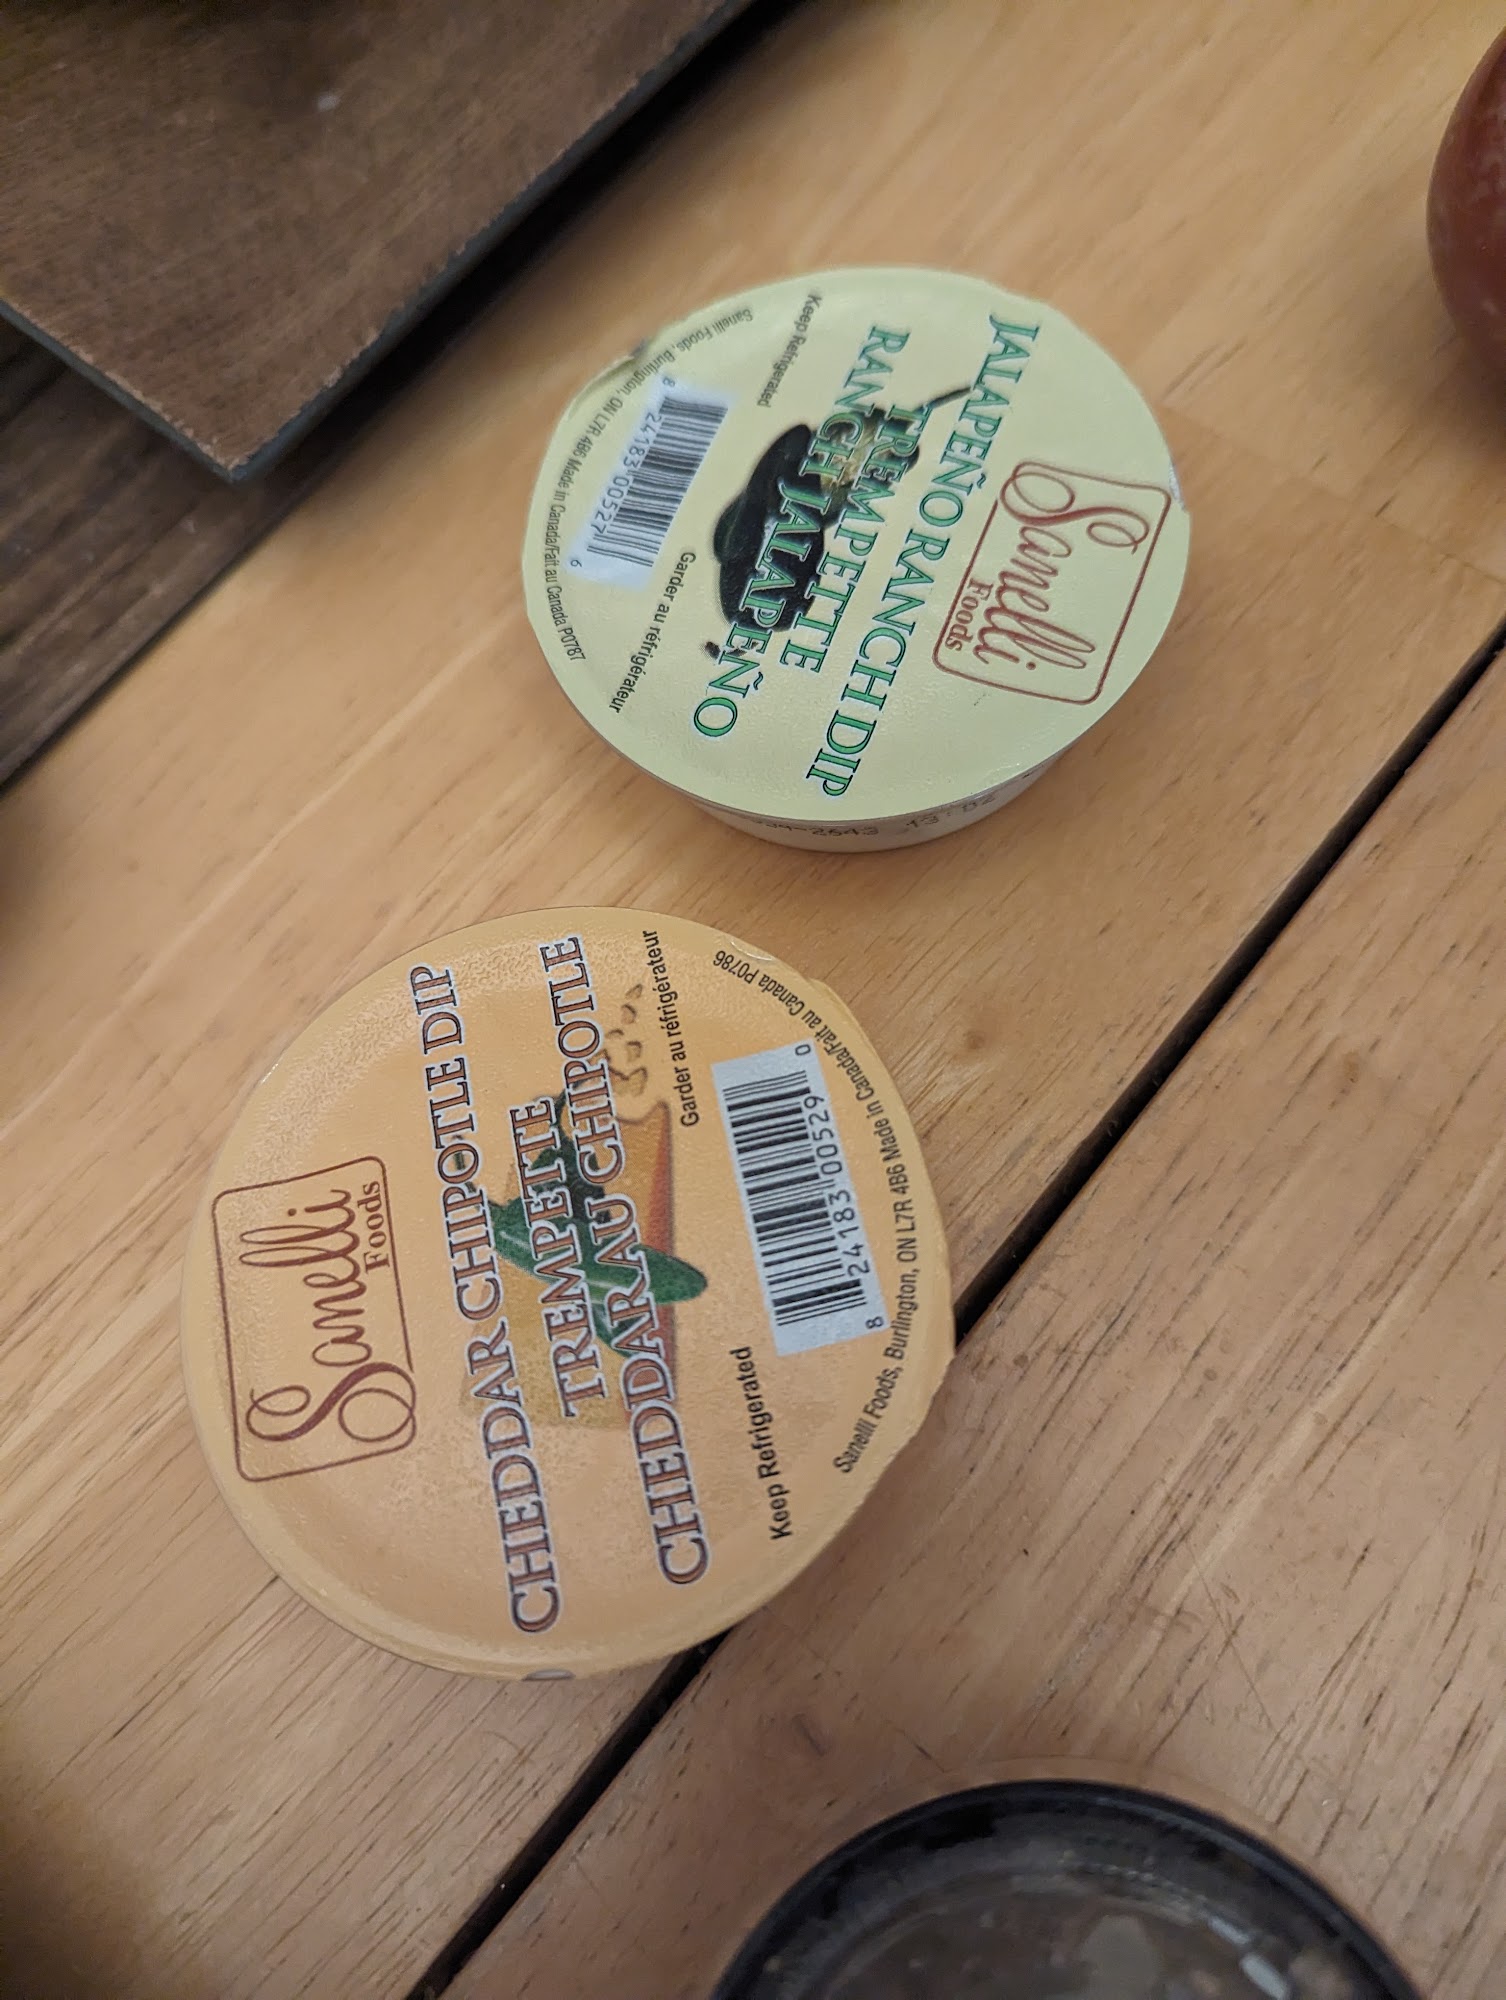 Sanelli
Foods
JALAPEÑO RANCH DIP
TREMPETTE
RANCH JALAPEÑO
Keep Refrigerated
Garder au réfrigérateur
8 24183 00527 6
Sanelli Foods, Burlington, ON L7R 4B6 Made in Canada/Fait au Canada P0787
13:02
Sanelli
Foods
CHEDDAR CHIPOTLE DIP
TREMPETTE
CHEDDARAU CHIPOTLE
Keep Refrigerated
Garder au réfrigérateur
8 24183 00529 0
Sanelli Foods, Burlington, ON L7R 4B6 Made in Canada/Fait au Canada P0786